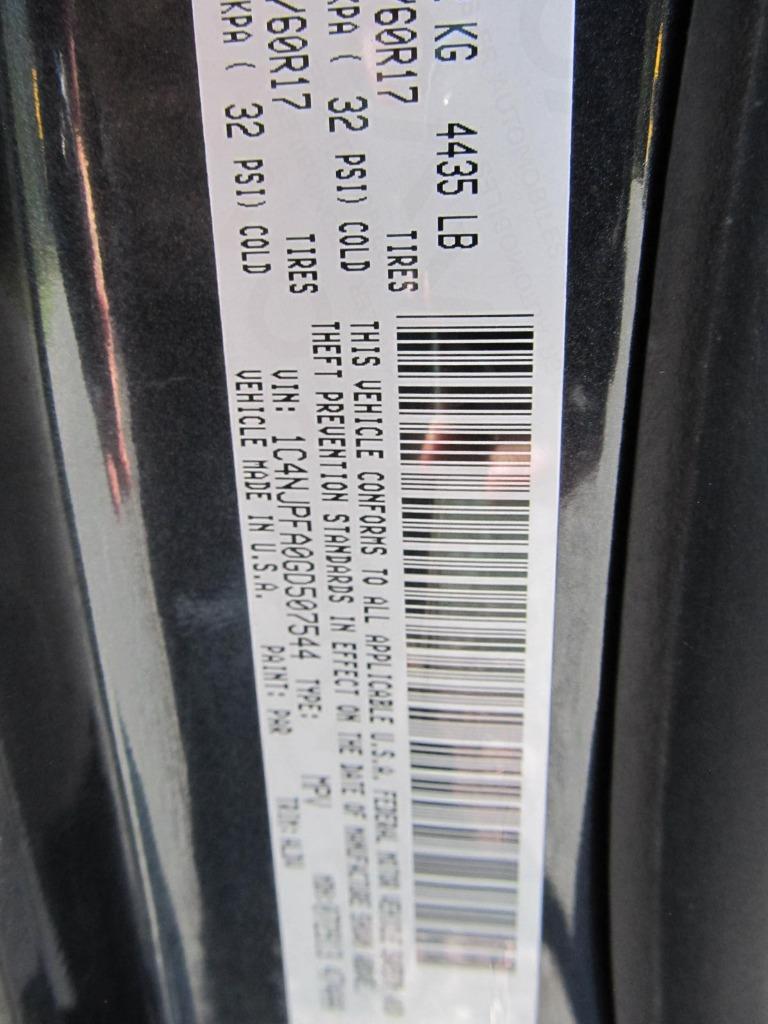 KG 4435 LB
/60R17 TIRES
KPA ( 32 PSI) COLD
/60R17 TIRES
KPA ( 32 PSI) COLD
THIS VEHICLE CONFORMS TO ALL APPLICABLE U.S.A. FEDERAL MOTOR VEHICLE SAFETY AND
THEFT PREVENTION STANDARDS IN EFFECT ON THE DATE OF MANUFACTURE SHOWN ABOVE.
VIN: 1C4NJPFA0GD507544 TYPE: MPV
VEHICLE MADE IN U.S.A. PAINT: PAR TRIM: